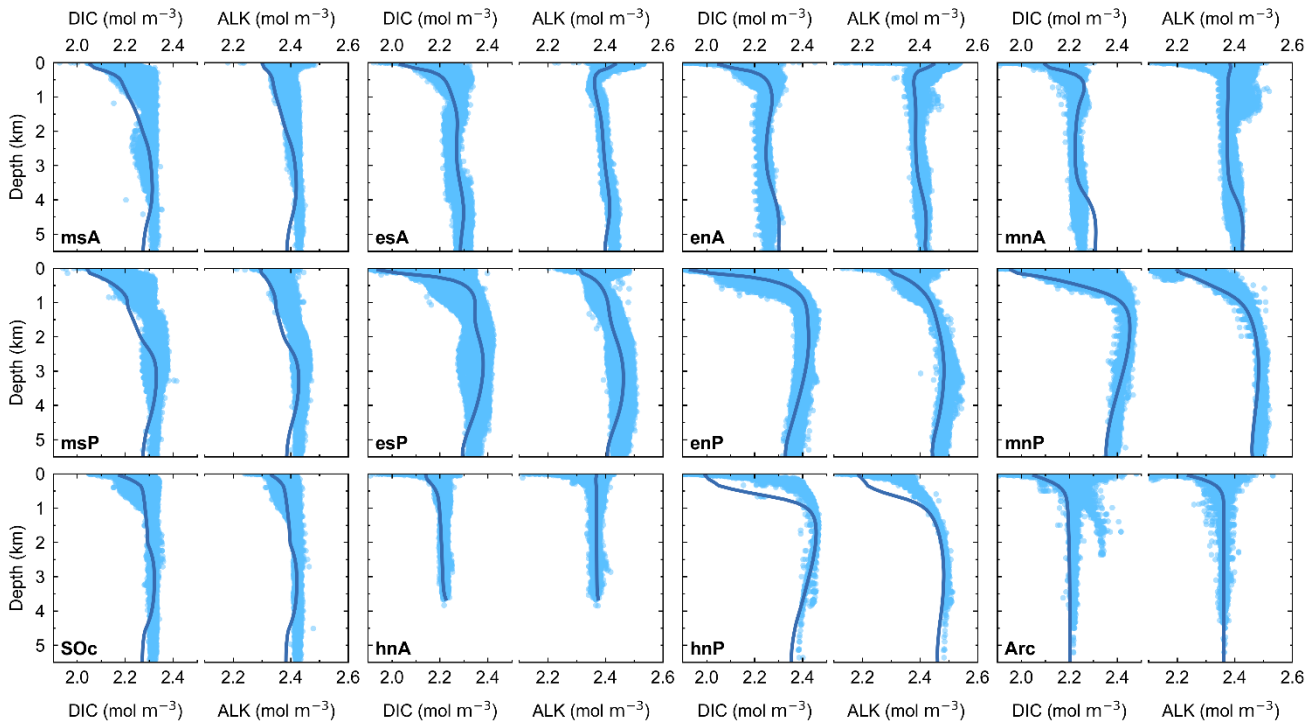 DIC (mol m⁻³) ALK (mol m⁻³) DIC (mol m⁻³) ALK (mol m⁻³) DIC (mol m⁻³) ALK (mol m⁻³) DIC (mol m⁻³) ALK (mol m⁻³)
2.0 2.2 2.4 2.2 2.4 2.6 2.0 2.2 2.4 2.2 2.4 2.6 2.0 2.2 2.4 2.2 2.4 2.6 2.0 2.2 2.4 2.2 2.4 2.6
0
1
2
3
4
5
Depth (km)
msA esA enA mnA
0
1
2
3
4
5
Depth (km)
msP esP enP mnP
0
1
2
3
4
5
Depth (km)
SOc hnA hnP Arc
2.0 2.2 2.4 2.2 2.4 2.6 2.0 2.2 2.4 2.2 2.4 2.6 2.0 2.2 2.4 2.2 2.4 2.6 2.0 2.2 2.4 2.2 2.4 2.6
DIC (mol m⁻³) ALK (mol m⁻³) DIC (mol m⁻³) ALK (mol m⁻³) DIC (mol m⁻³) ALK (mol m⁻³) DIC (mol m⁻³) ALK (mol m⁻³)